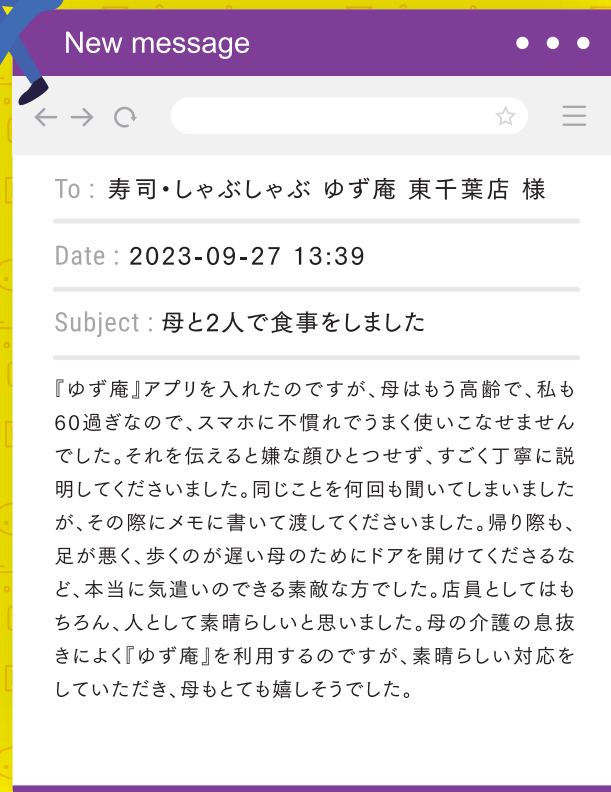 New message
To : 寿司・しゃぶしゃぶ ゆず庵 東千葉店 様
Date : 2023-09-27 13:39
Subject : 母と2人で食事をしました
『ゆず庵』アプリを入れたのですが、母はもう高齢で、私も
60過ぎなので、スマホに不慣れでうまく使いこなせません
でした。それを伝えると嫌な顔ひとつせず、すごく丁寧に説
明してくださいました。同じことを何回も聞いてしまいました
が、その際にメモに書いて渡してくださいました。帰り際も、
足が悪く、歩くのが遅い母のためにドアを開けてくださるな
ど、本当に気遣いのできる素敵な方でした。店員としてはも
ちろん、人として素晴らしいと思いました。母の介護の息抜
きによく『ゆず庵』を利用するのですが、素晴らしい対応を
していただき、母もとても嬉しそうでした。